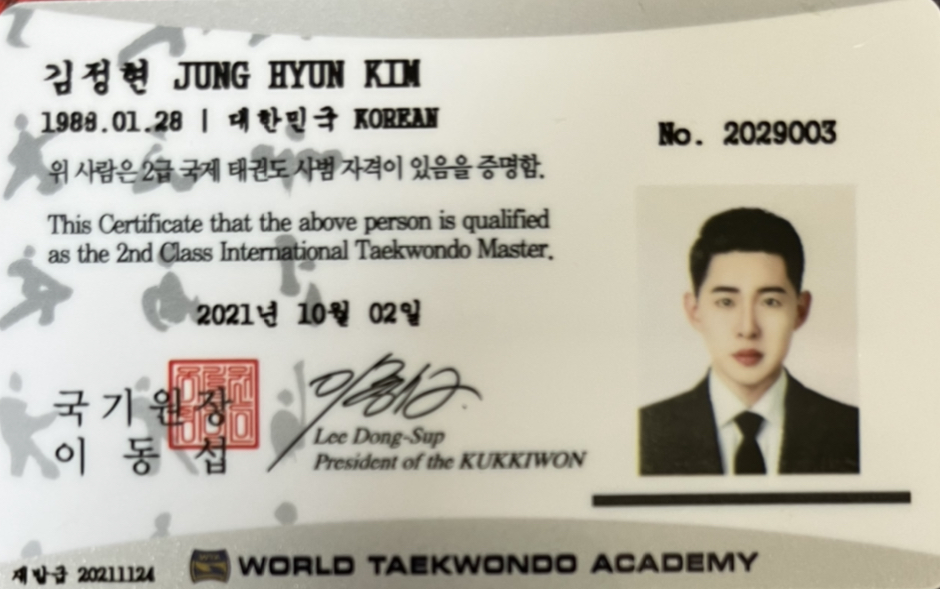 김정현 JUNG HYUN KIM
1988.01.28 | 대한민국 KOREAN
No. 2029003
위 사람은 2급 국제 태권도 사범 자격이 있음을 증명함.
This Certificate that the above person is qualified
as the 2nd Class International Taekwondo Master.
2021년 10월 02일
국기원장
이동섭
Lee Dong-Sup
President of the KUKKIWON
재발급 20211124
WORLD TAEKWONDO ACADEMY